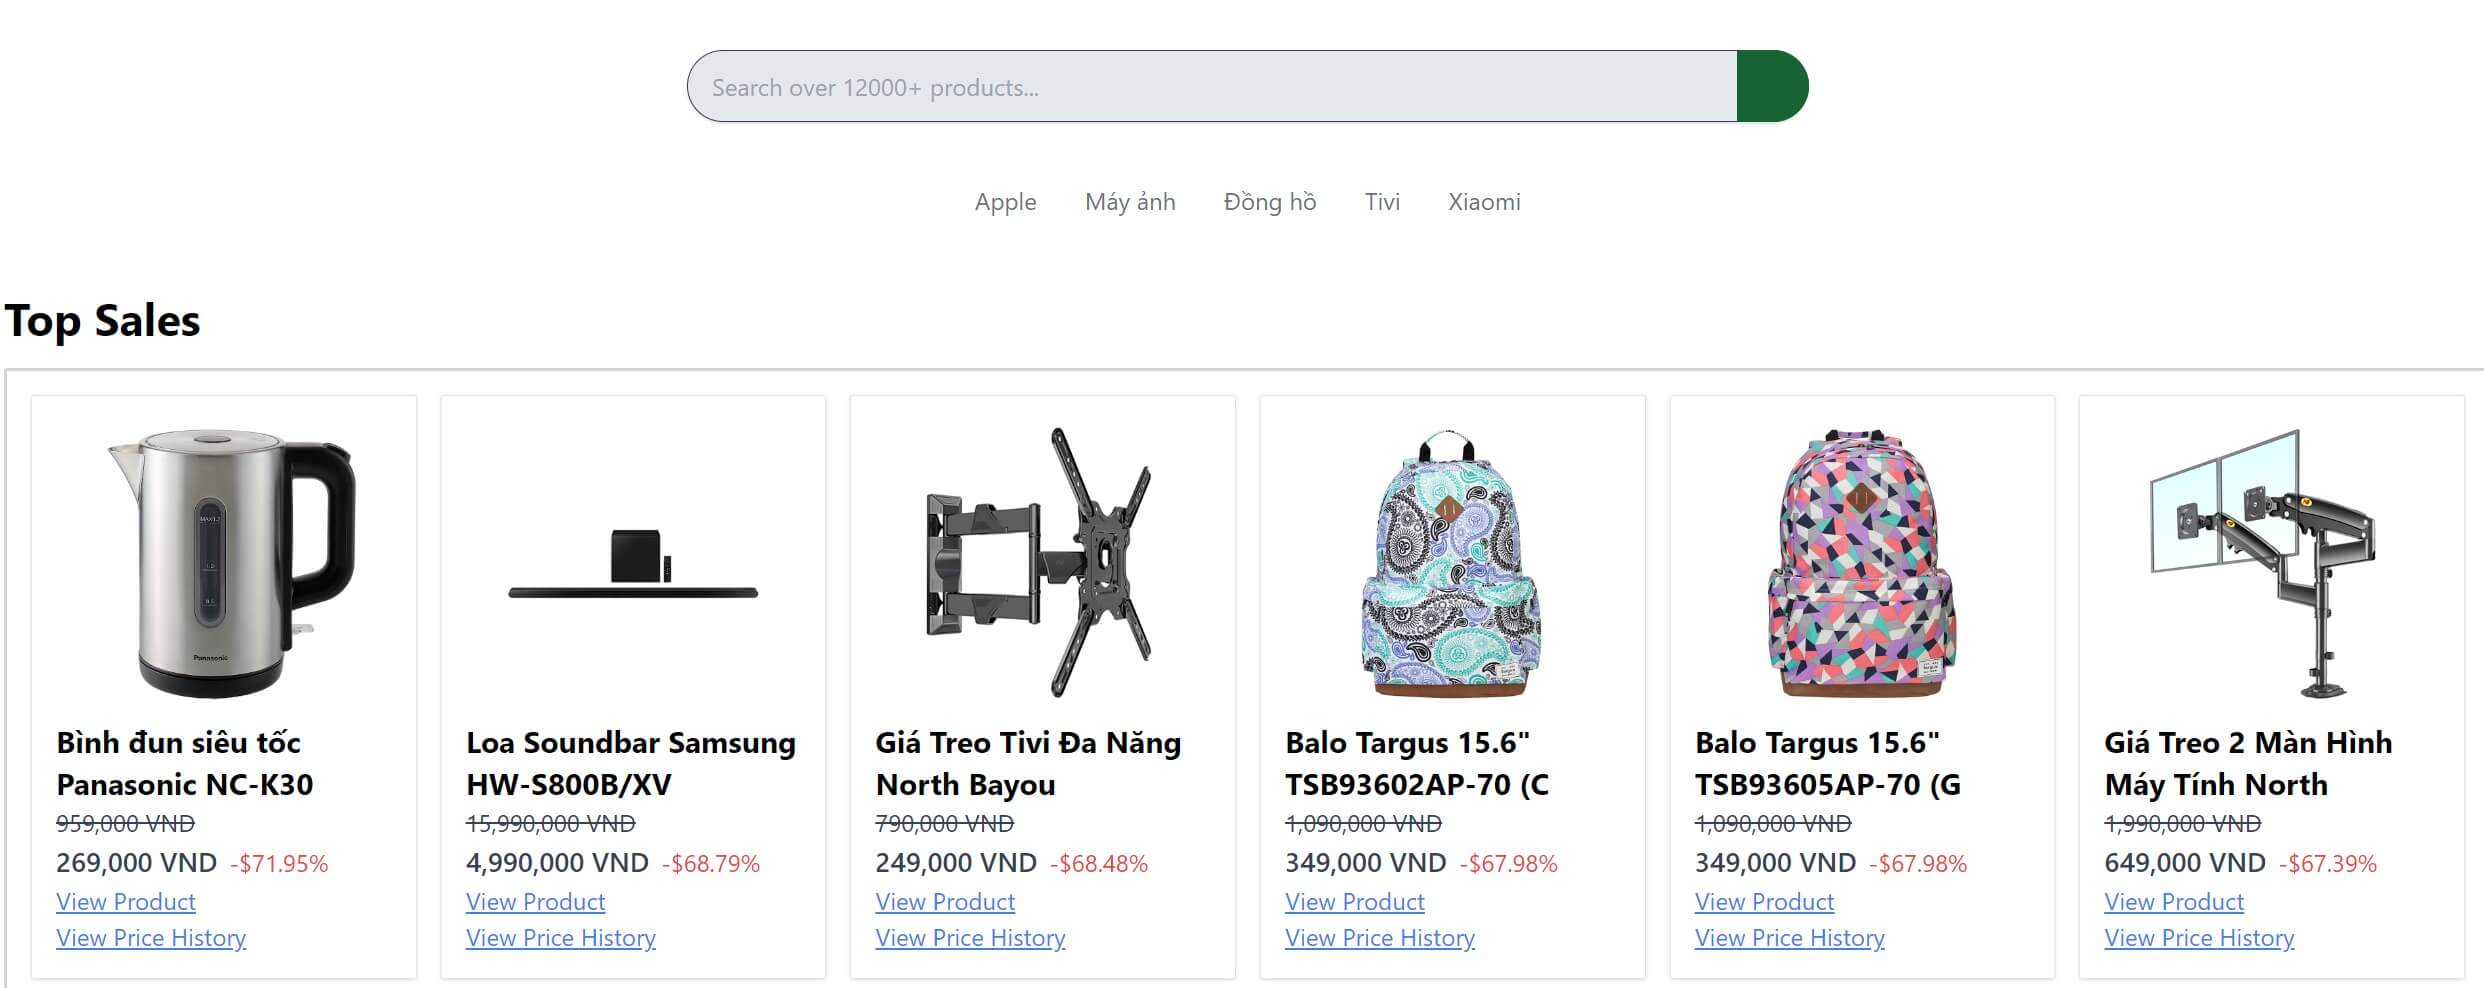 Search over 12000+ products...
Apple Máy ảnh Đồng hồ Tivi Xiaomi
Top Sales
Panasonic
Bình đun siêu tốc
Panasonic NC-K30
959,000 VND
269,000 VND -$71.95%
View Product
View Price History
Loa Soundbar Samsung
HW-S800B/XV
15,990,000 VND
4,990,000 VND -$68.79%
View Product
View Price History
Giá Treo Tivi Đa Năng
North Bayou
790,000 VND
249,000 VND -$68.48%
View Product
View Price History
Balo Targus 15.6"
TSB93602AP-70 (C
1,090,000 VND
349,000 VND -$67.98%
View Product
View Price History
Balo Targus 15.6"
TSB93605AP-70 (G
1,090,000 VND
349,000 VND -$67.98%
View Product
View Price History
Giá Treo 2 Màn Hình
Máy Tính North
1,990,000 VND
649,000 VND -$67.39%
View Product
View Price History